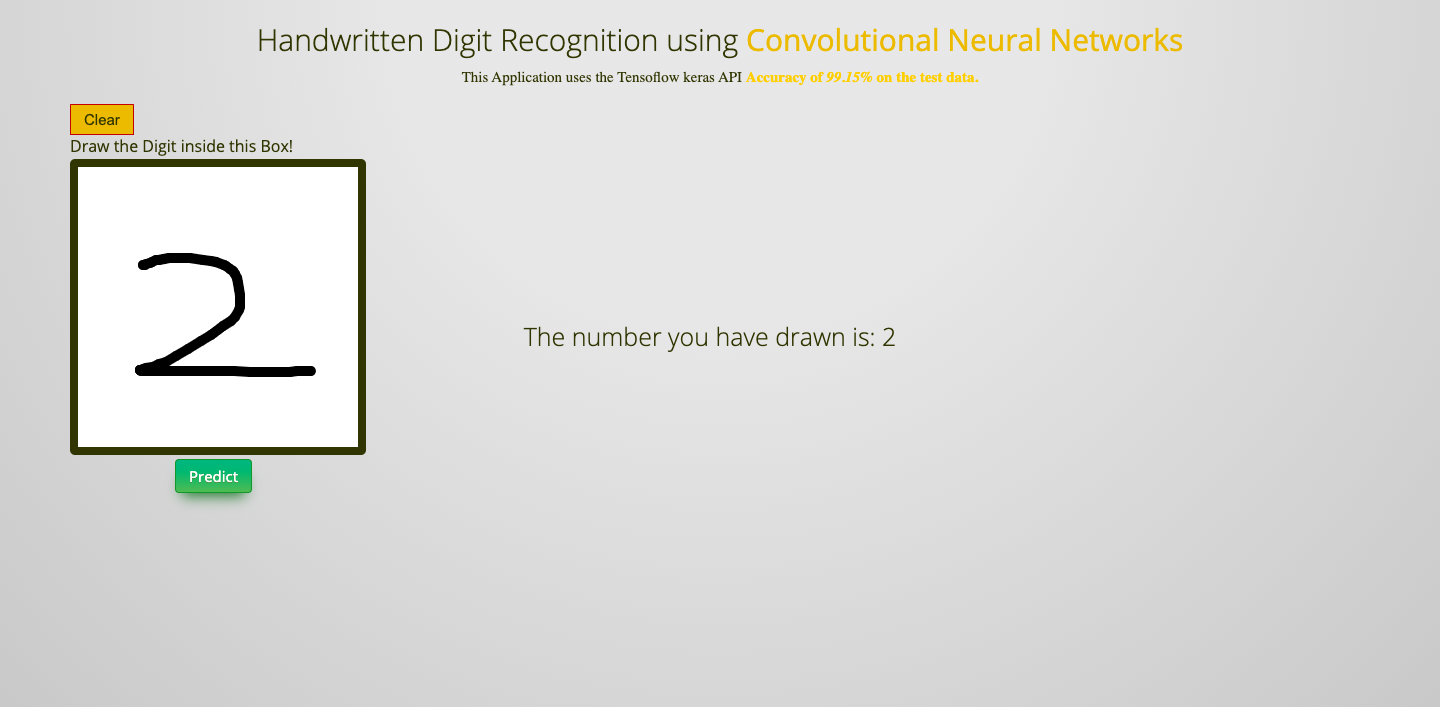 Handwritten Digit Recognition using Convolutional Neural Networks
This Application uses the Tensoflow keras API Accuracy of 99.15% on the test data.
Clear
Draw the Digit inside this Box!
2
The number you have drawn is: 2
Predict